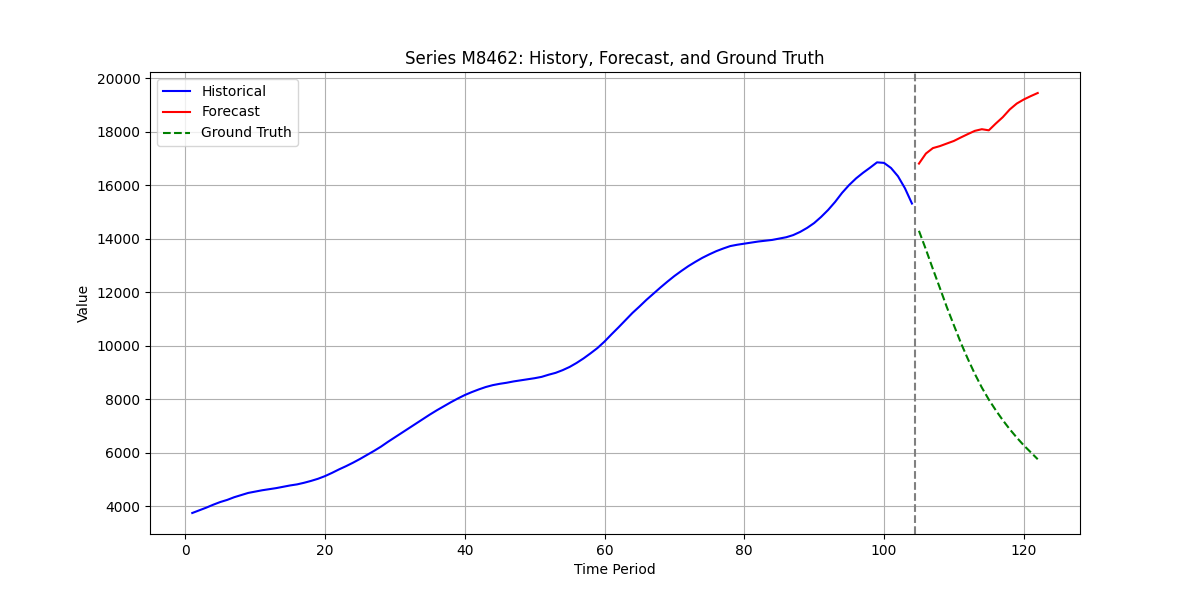 Series M8462: History, Forecast, and Ground Truth
Historical
Forecast
Ground Truth
20000
18000
16000
14000
12000
10000
8000
6000
4000
Value
0 20 40 60 80 100 120
Time Period